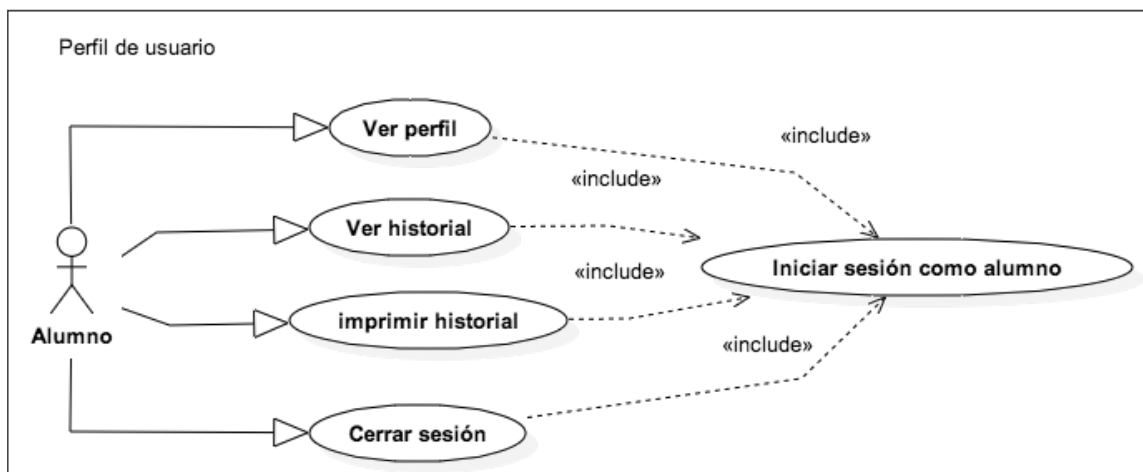 Perfil de usuario
Ver perfil
«include»
«include»
Ver historial
Iniciar sesión como alumno
«include»
imprimir historial
Alumno
«include»
Cerrar sesión